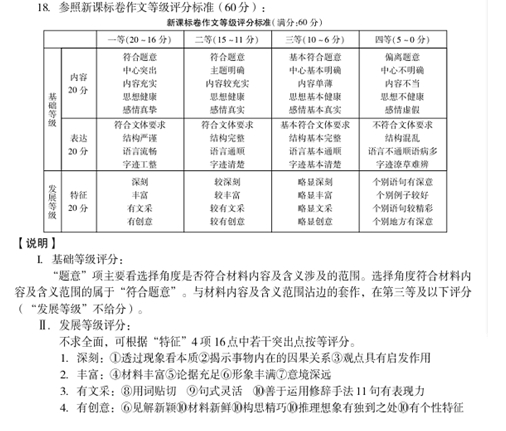 18. 参照新课标卷作文等级评分标准（60 分）:
新课标卷作文等级评分标准(满分:60 分)
一等(20－16 分) 二等(15－11 分) 三等(10－6 分) 四等(5－0 分)
基础等级
内容
20 分
符合题意 符合题意 基本符合题意 偏离题意
中心突出 主题明确 中心基本明确 中心不明确
内容充实 内容较充实 内容单薄 内容不当
思想健康 思想健康 思想基本健康 思想不健康
感情真挚 感情真实 感情基本真实 感情虚假
表达
20 分
符合文体要求 符合文体要求 基本符合文体要求 不符合文体要求
结构严谨 结构完整 结构基本完整 结构混乱
语言流畅 语言通顺 语言基本通顺 语言不通顺语病多
字迹工整 字迹清楚 字迹基本清楚 字迹潦草难辨
发展等级
特征
20 分
深刻 较深刻 略显深刻 个别语句有深意
丰富 较丰富 略显丰富 个别例子较好
有文采 较有文采 略显文采 个别语句较精彩
有创意 较有创意 略显创意 个别地方有深意
【说明】
Ⅰ. 基础等级评分：
“题意”项主要看选择角度是否符合材料内容及含义涉及的范围。选择角度符合材料内
容及含义范围的属于“符合题意”。与材料内容及含义范围沾边的套作，在第三等及以下评分
（“发展等级”不给分）。
Ⅱ. 发展等级评分：
不求全面，可根据“特征”4 项 16 点中若干突出点按等评分。
1. 深刻：①透过现象看本质②揭示事物内在的因果关系③观点具有启发作用
2. 丰富：④材料丰富⑤论据充足⑥形象丰满⑦意境深远
3. 有文采：⑧用词贴切 ⑨句式灵活 ⑩善于运用修辞手法 11 句有表现力
4. 有创意：⑥见解新颖⑩材料新鲜⑩构思精巧⑩推理想象有独到之处⑩有个性特征